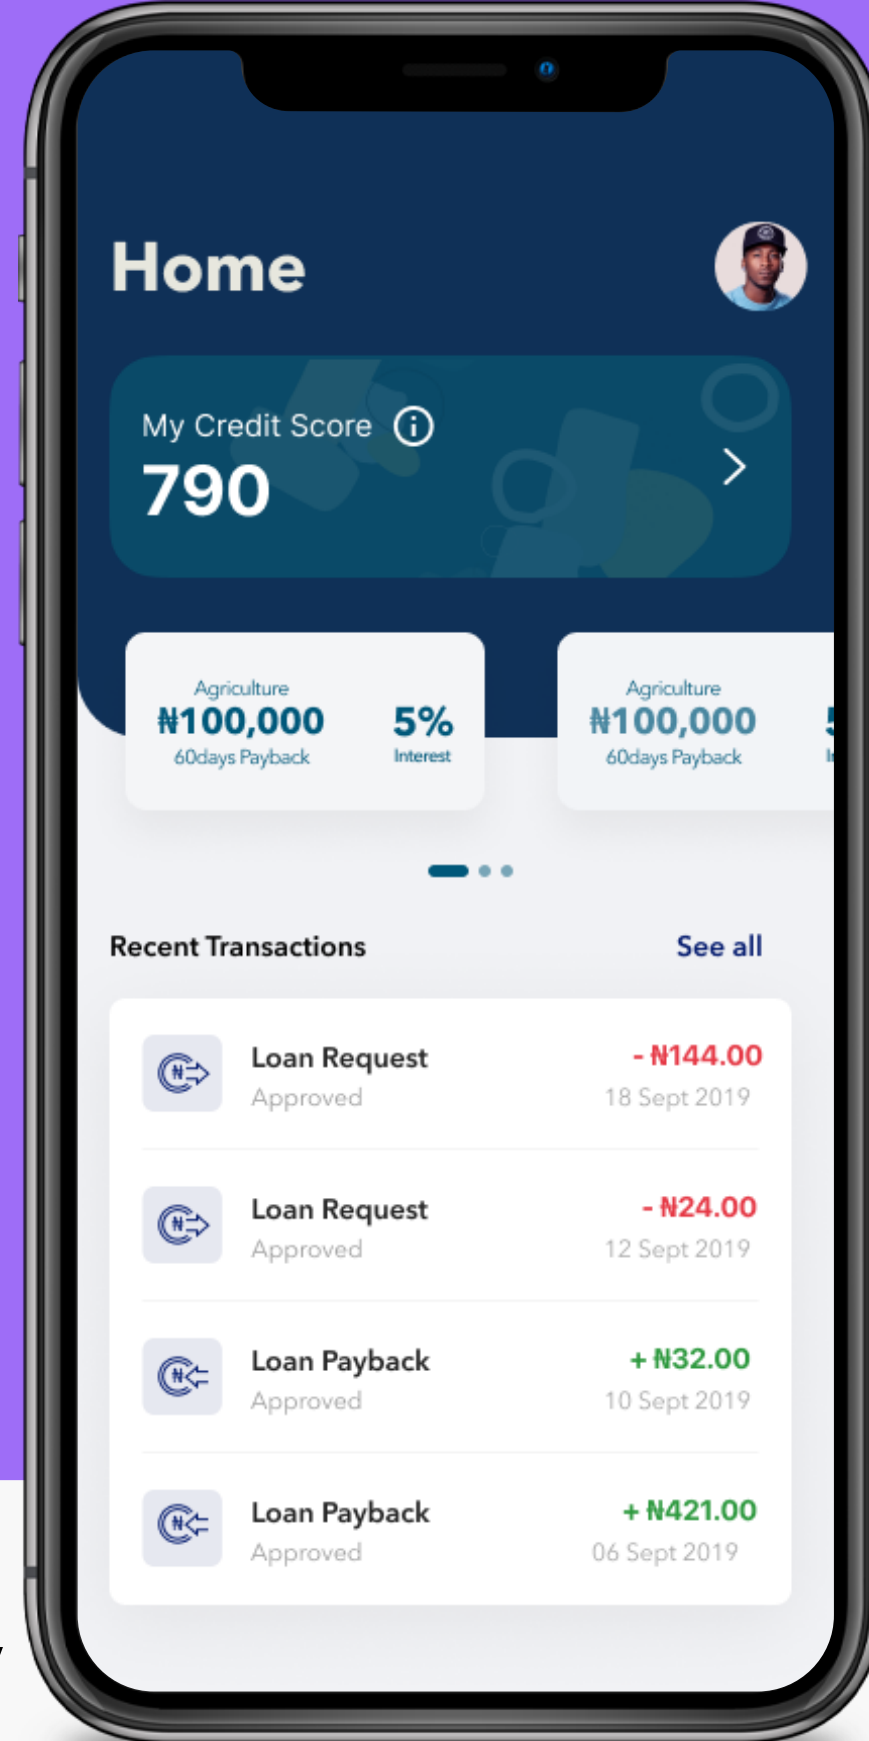 Home
My Credit Score
790
Agriculture
₦100,000
60days Payback
5%
Interest
Agriculture
₦100,000
60days Payback
Recent Transactions
See all
Loan Request
- ₦144.00
Approved
18 Sept 2019
Loan Request
- ₦24.00
Approved
12 Sept 2019
Loan Payback
+ ₦32.00
Approved
10 Sept 2019
Loan Payback
+ ₦421.00
Approved
06 Sept 2019